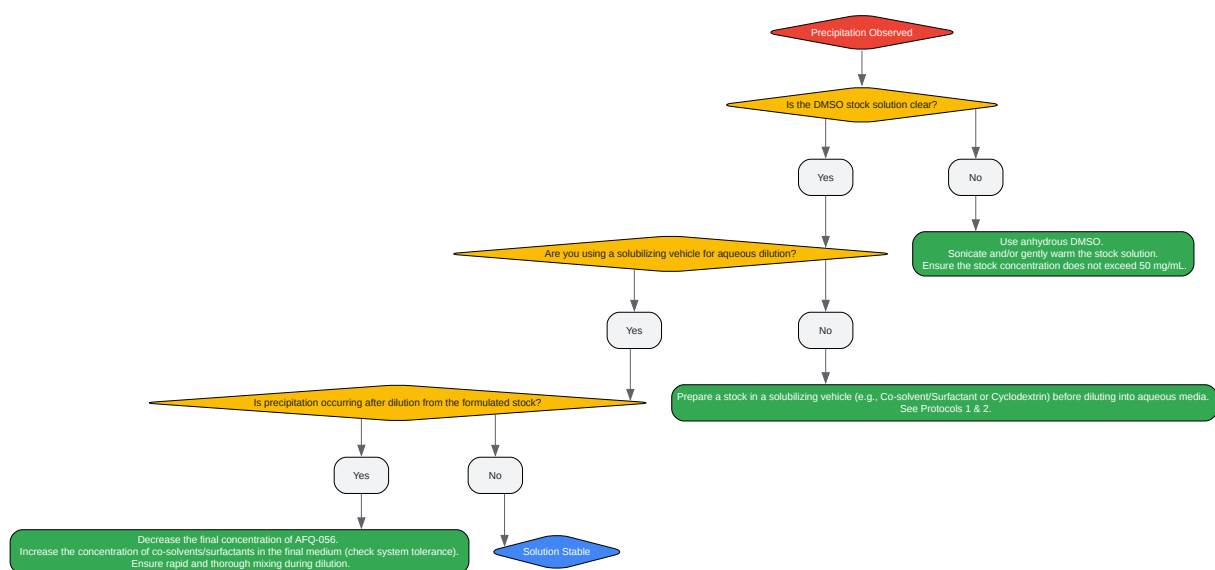 Precipitation Observed
Is the DMSO stock solution clear?
Yes
No
Use anhydrous DMSO.
Sonicate and/or gently warm the stock solution.
Ensure the stock concentration does not exceed 50 mg/mL.
Are you using a solubilizing vehicle for aqueous dilution?
Yes
No
Prepare a stock in a solubilizing vehicle (e.g., Co-solvent/Surfactant or Cyclodextrin) before diluting into aqueous media.
See Protocols 1 & 2.
Is precipitation occurring after dilution from the formulated stock?
Yes
No
Decrease the final concentration of AFQ-056.
Increase the concentration of co-solvents/surfactants in the final medium (check system tolerance).
Ensure rapid and thorough mixing during dilution.
Solution Stable